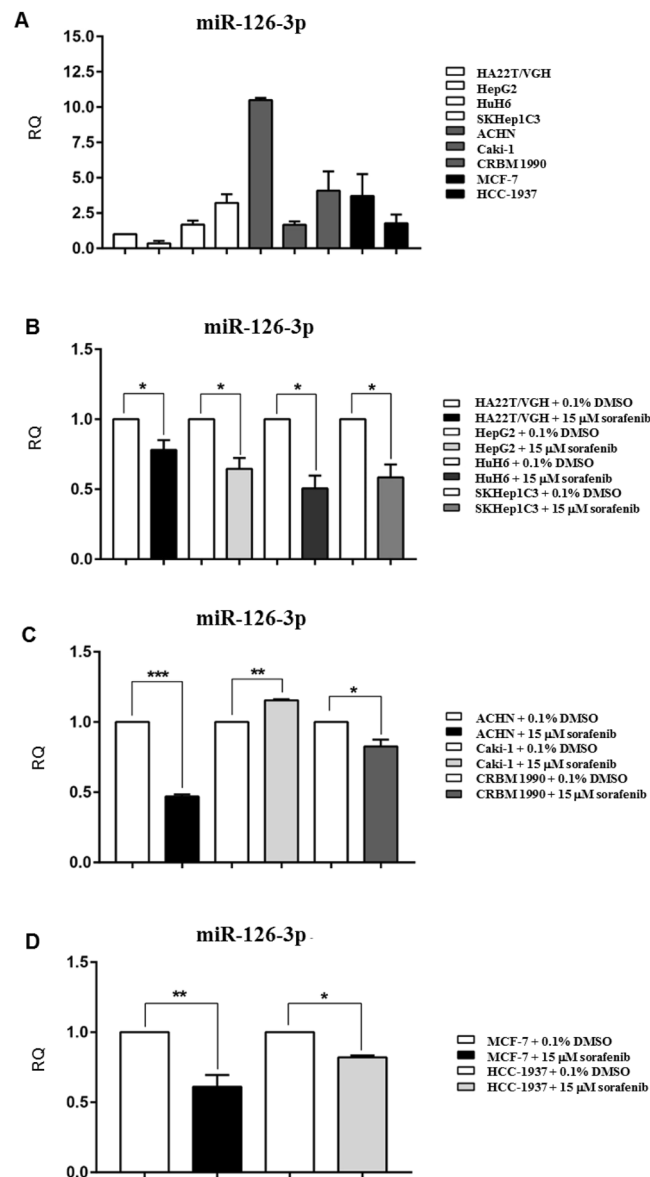 A
miR-126-3p
15.0
12.5
10.0
7.5
5.0
2.5
0.0
RQ
HA22T/VGH
HepG2
HuH6
SKHep1C3
ACHN
Caki-1
CRBM 1990
MCF-7
HCC-1937
B
miR-126-3p
1.5
1.0
0.5
0.0
RQ
* * * *
HA22T/VGH + 0.1% DMSO
HA22T/VGH + 15 µM sorafenib
HepG2 + 0.1% DMSO
HepG2 + 15 µM sorafenib
HuH6 + 0.1% DMSO
HuH6 + 15 µM sorafenib
SKHep1C3 + 0.1% DMSO
SKHep1C3 + 15 µM sorafenib
C
miR-126-3p
1.5
1.0
0.5
0.0
RQ
*** ** *
ACHN + 0.1% DMSO
ACHN + 15 µM sorafenib
Caki-1 + 0.1% DMSO
Caki-1 + 15 µM sorafenib
CRBM 1990 + 0.1% DMSO
CRBM 1990 + 15 µM sorafenib
D
miR-126-3p
1.5
1.0
0.5
0.0
RQ
** *
MCF-7 + 0.1% DMSO
MCF-7 + 15 µM sorafenib
HCC-1937 + 0.1% DMSO
HCC-1937 + 15 µM sorafenib